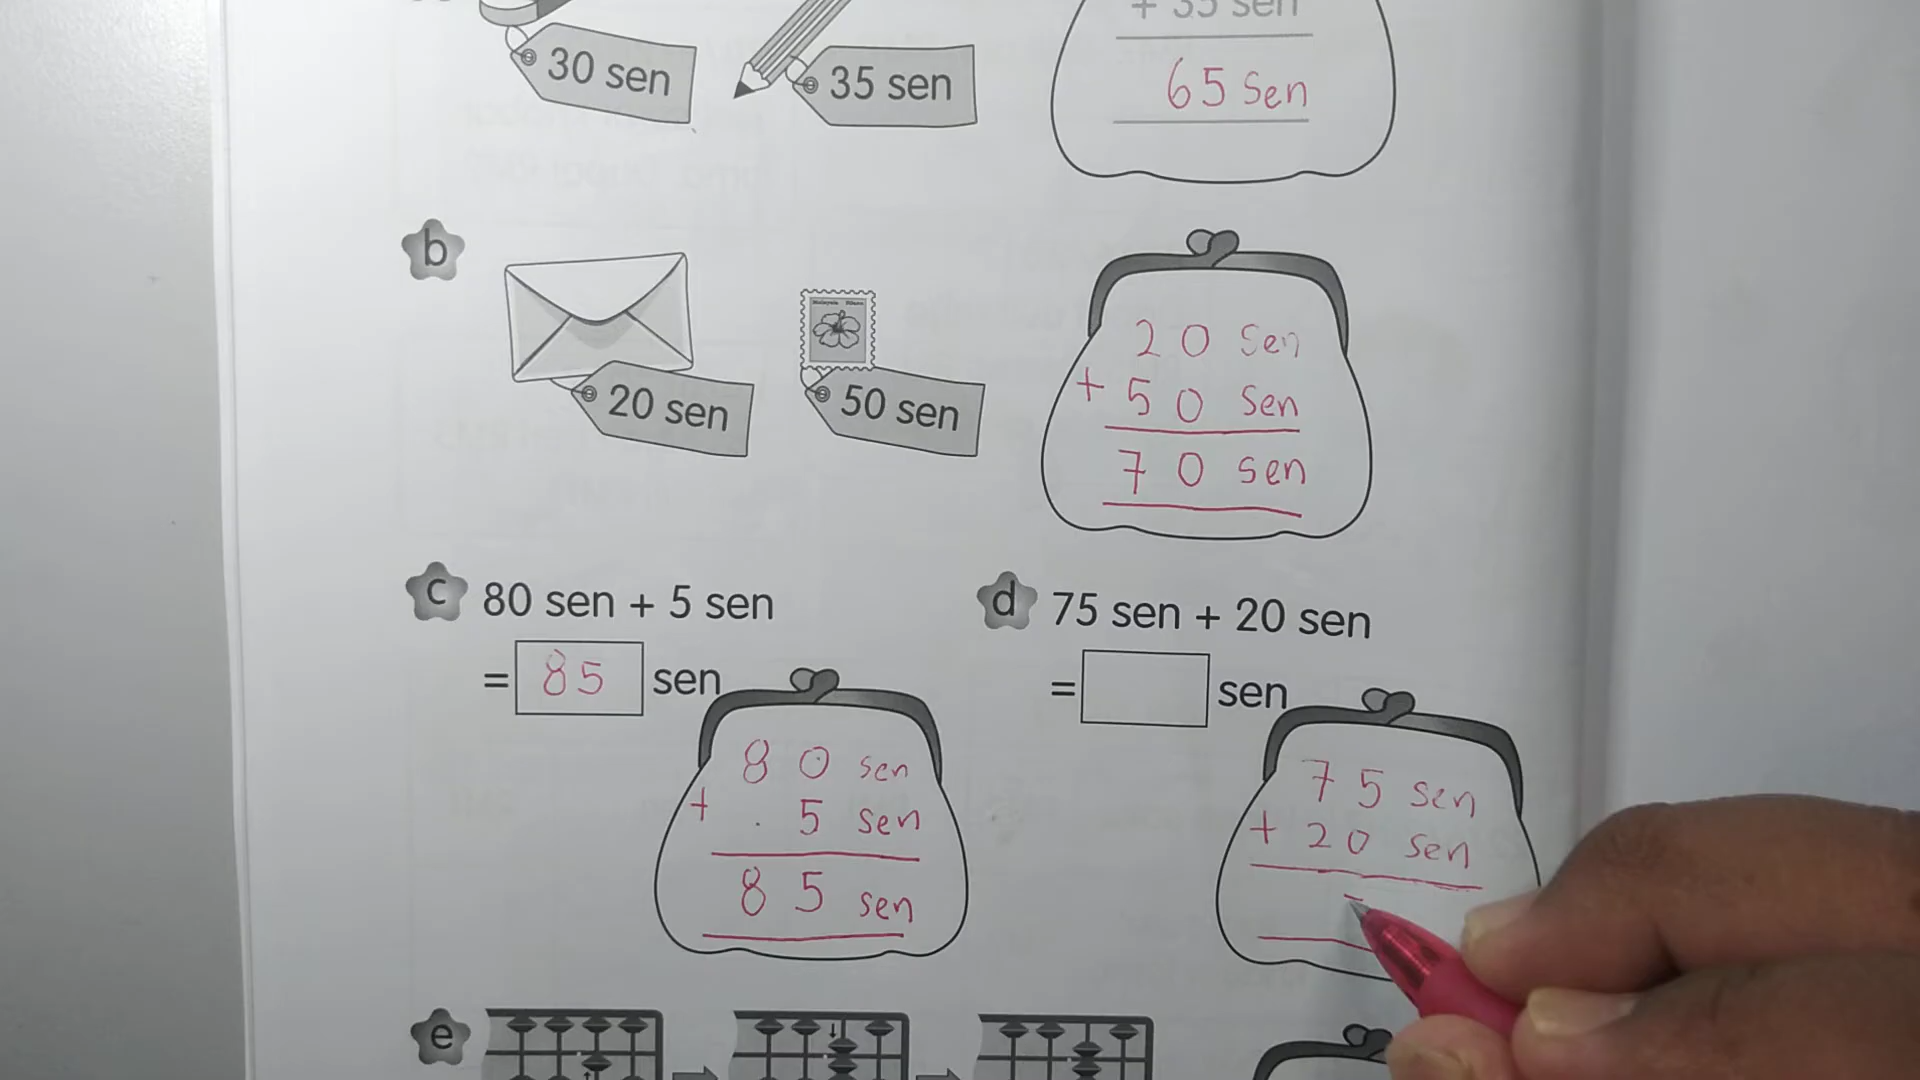 + 35 sen
30 sen
35 sen
65 sen
b
20 sen
50 sen
20 sen
+ 50 sen
70 sen
c 80 sen + 5 sen
= 85 sen
80 sen
+ 5 sen
85 sen
d 75 sen + 20 sen
= sen
75 sen
+ 20 sen
e